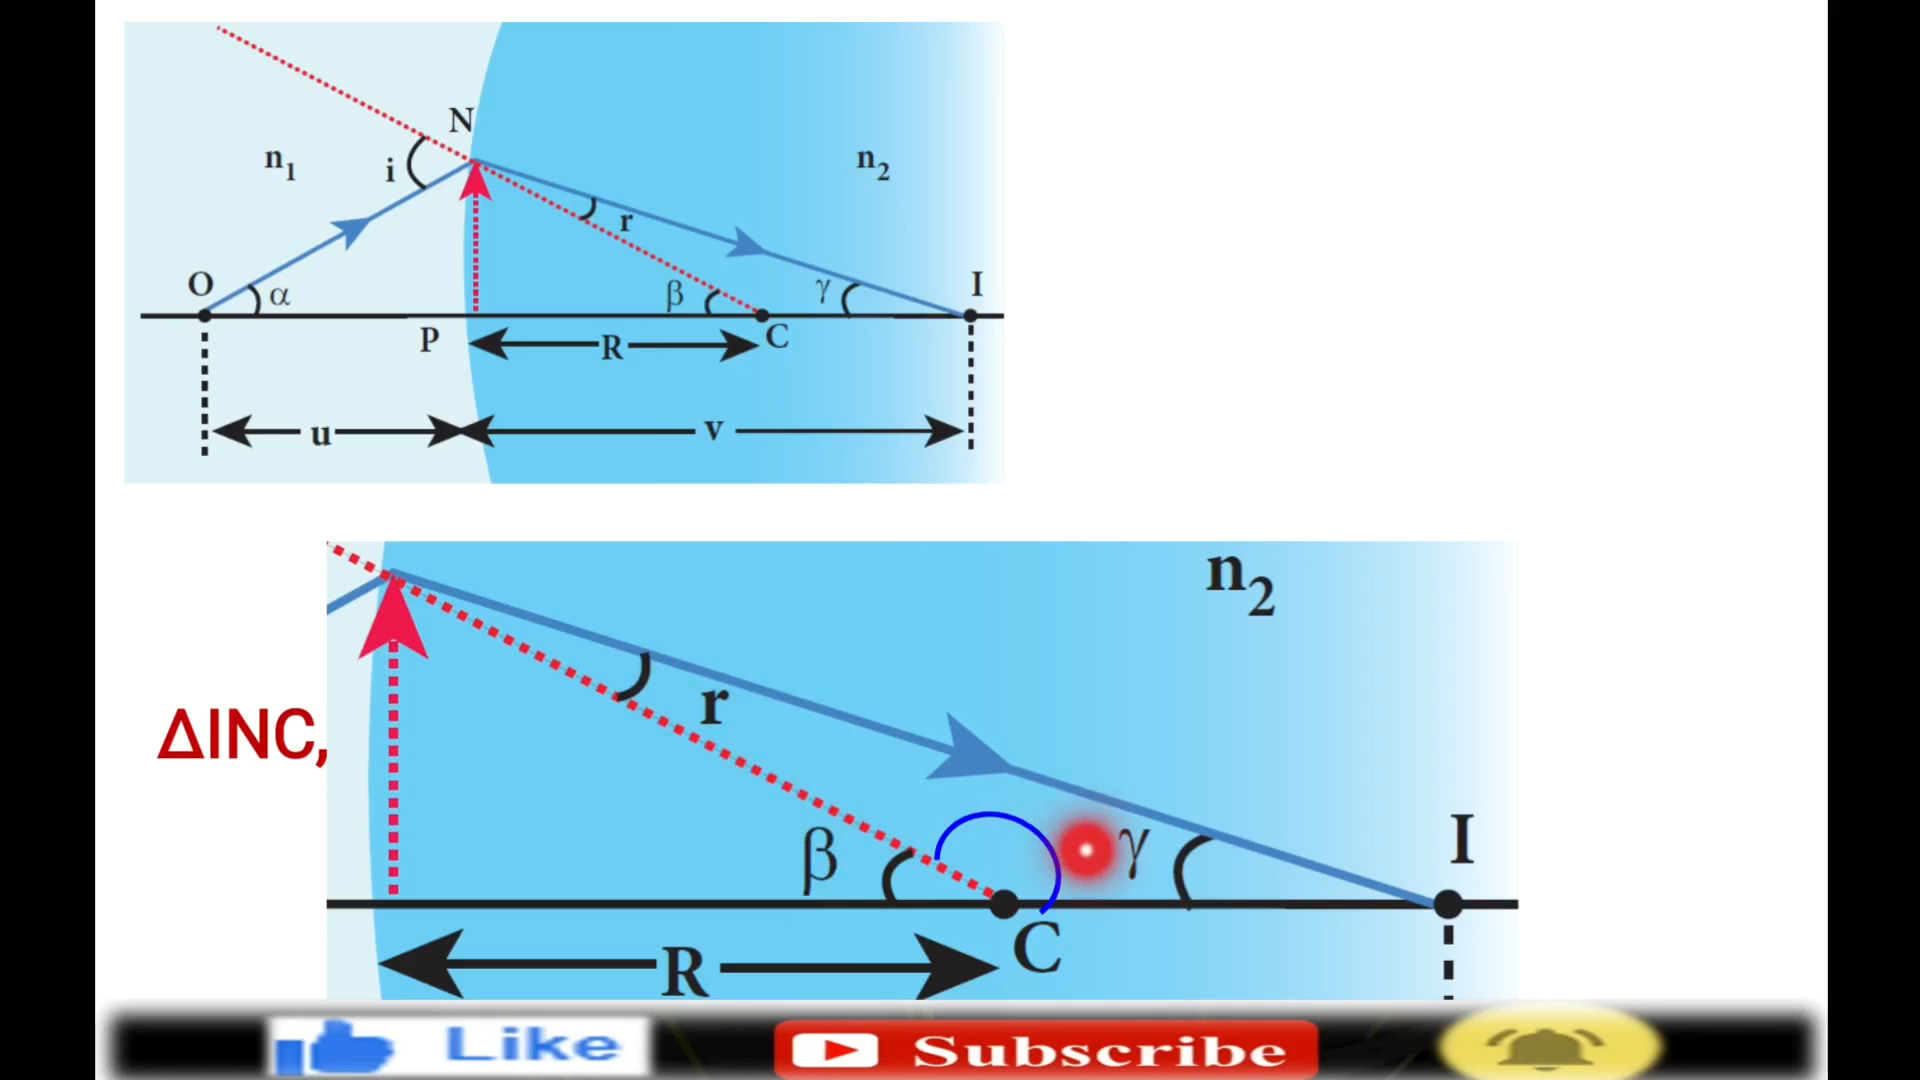 N
n₁
i
n₂
r
O
α
β
γ
I
P
R
C
u
v
n₂
r
ΔINC,
β
γ
I
C
R
Like
Subscribe